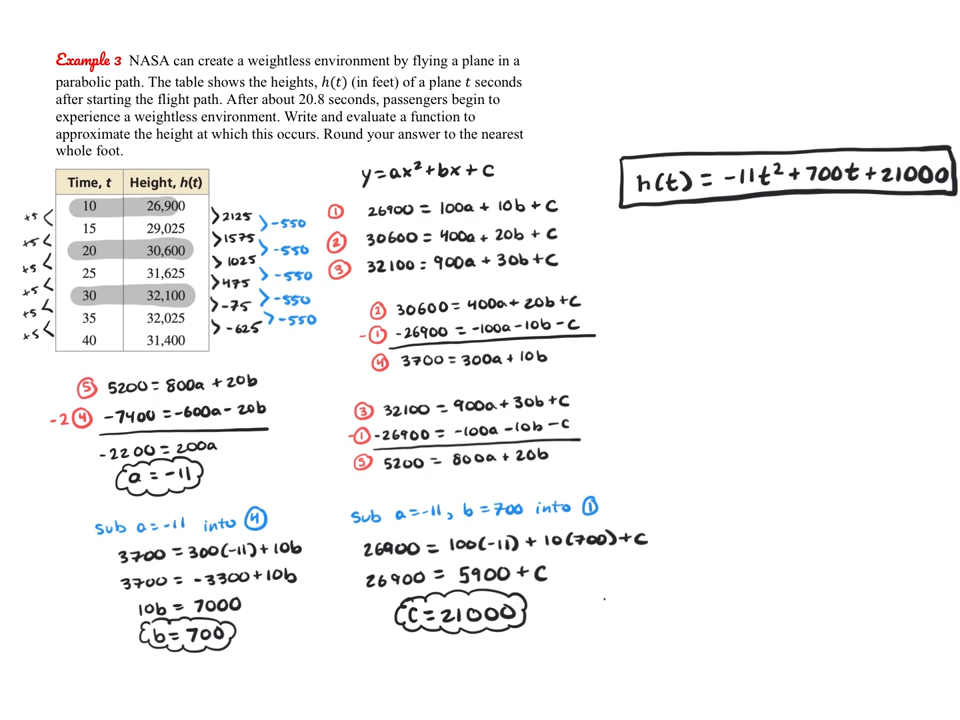 Example 3 NASA can create a weightless environment by flying a plane in a
parabolic path. The table shows the heights, h(t) (in feet) of a plane t seconds
after starting the flight path. After about 20.8 seconds, passengers begin to
experience a weightless environment. Write and evaluate a function to
approximate the height at which this occurs. Round your answer to the nearest
whole foot.
Time, t Height, h(t)
10 26,900
15 29,025
20 30,600
25 31,625
30 32,100
35 32,025
40 31,400
+5 <
+5 <
+5 <
+5 <
+5 <
+5 <
> 2125
> 1575
> 1025
> 475
> -75
> -625
> -550
> -550
> -550
> -550
> -550
y = ax² + bx + c
① 26900 = 100a + 10b + c
② 30600 = 400a + 20b + c
③ 32100 = 900a + 30b + c
② 30600 = 400a + 20b + c
-① -26900 = -100a - 10b - c
④ 3700 = 300a + 10b
③ 32100 = 900a + 30b + c
-① -26900 = -100a - 10b - c
⑤ 5200 = 800a + 20b
⑤ 5200 = 800a + 20b
-2④ -7400 = -600a - 20b
-2200 = 200a
a = -11
sub a = -11 into ④
3700 = 300(-11) + 10b
3700 = -3300 + 10b
10b = 7000
b = 700
sub a = -11, b = 700 into ①
26900 = 100(-11) + 10(700) + c
26900 = 5900 + c
c = 21000
h(t) = -11t² + 700t + 21000